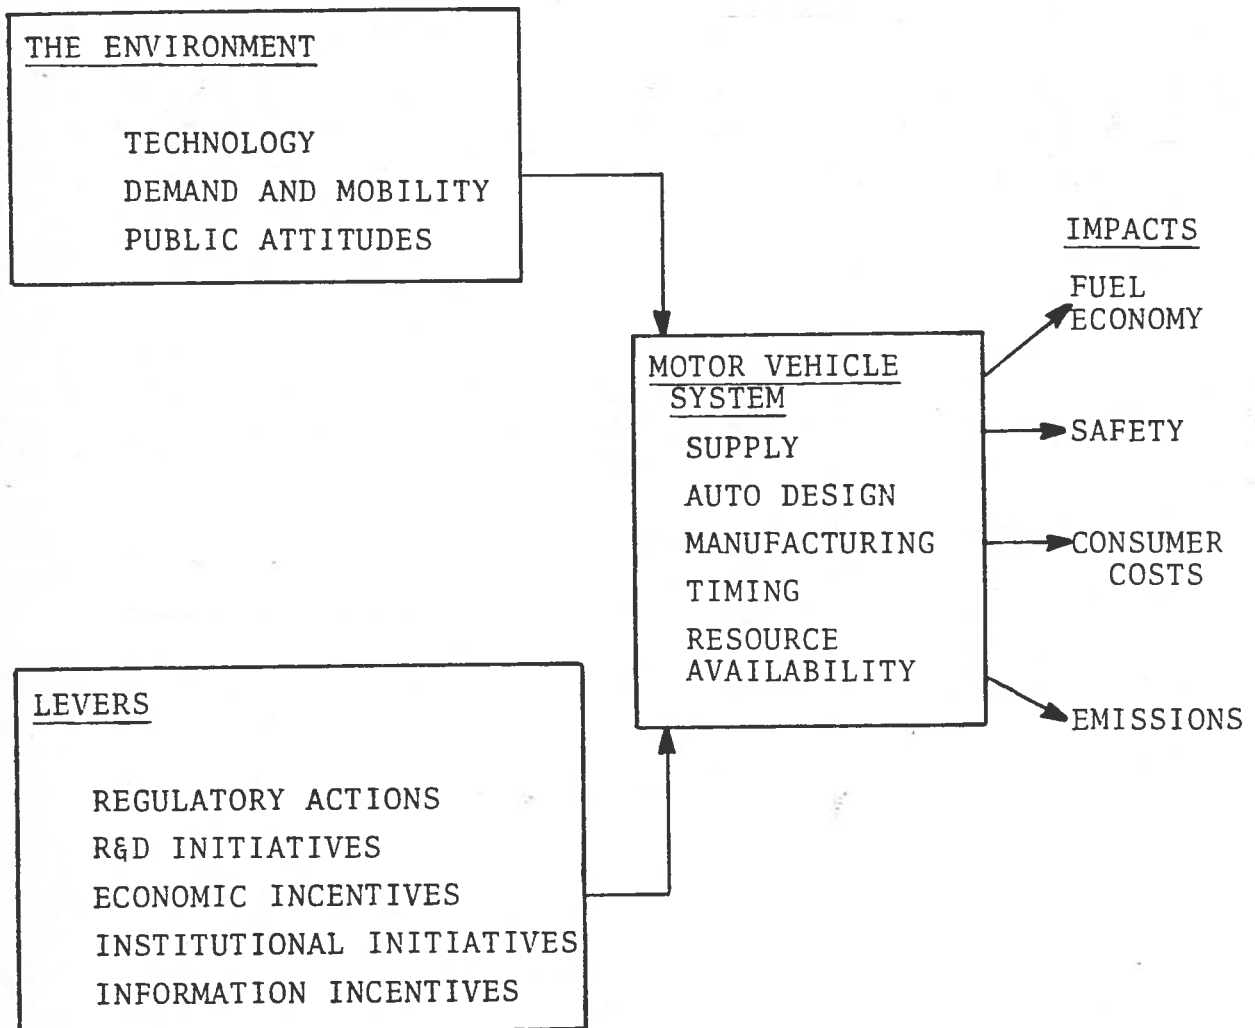 THE ENVIRONMENT
TECHNOLOGY
DEMAND AND MOBILITY
PUBLIC ATTITUDES
IMPACTS
FUEL
ECONOMY
SAFETY
CONSUMER
COSTS
EMISSIONS
MOTOR VEHICLE
SYSTEM
SUPPLY
AUTO DESIGN
MANUFACTURING
TIMING
RESOURCE
AVAILABILITY
LEVERS
REGULATORY ACTIONS
R&D INITIATIVES
ECONOMIC INCENTIVES
INSTITUTIONAL INITIATIVES
INFORMATION INCENTIVES